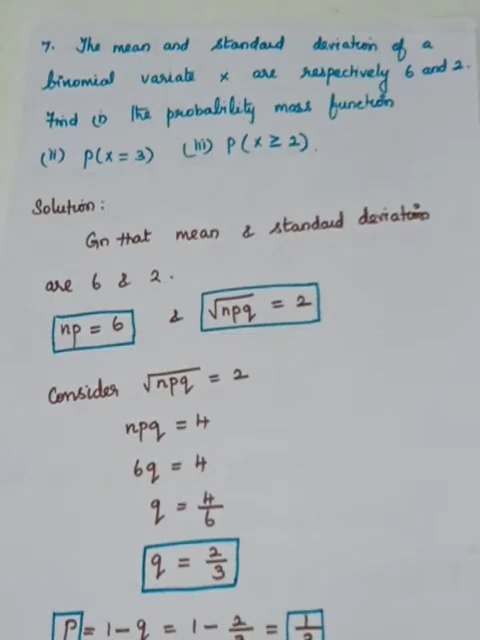 7. The mean and standard deviation of a
binomial variate x are respectively 6 and 2.
Find (i) the probability mass function
(ii) P(x = 3) (iii) P(x ≥ 2).
Solution:
Gn that mean & standard deviation
are 6 & 2.
np = 6 & √npq = 2
Consider √npq = 2
npq = 4
6q = 4
q = 4/6
q = 2/3
P = 1 - q = 1 - 2/3 = 1/3